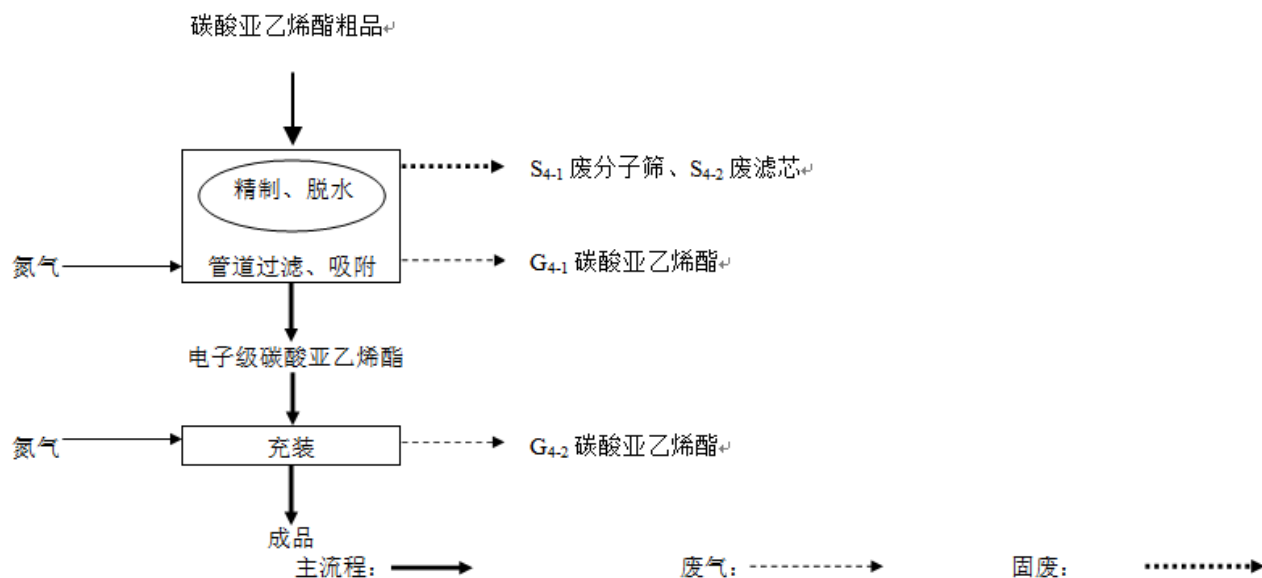 碳酸亚乙烯酯粗品↵
S4-1 废分子筛、S4-2 废滤芯↵
精制、脱水
氮气
管道过滤、吸附
G4-1 碳酸亚乙烯酯↵
电子级碳酸亚乙烯酯
氮气
充装
G4-2 碳酸亚乙烯酯↵
成品
主流程：
废气：
固废：